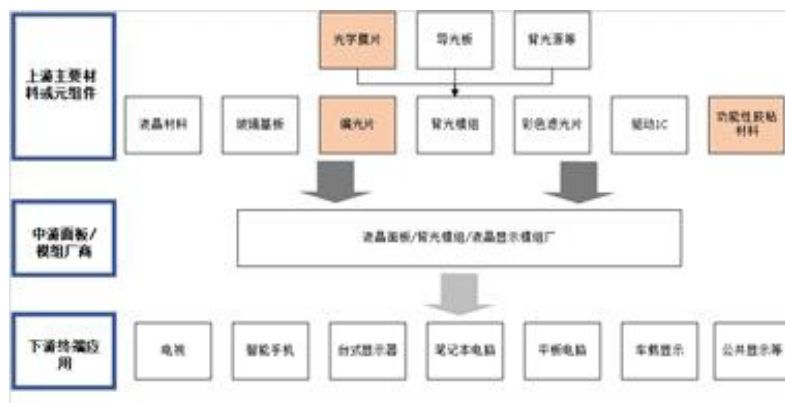 光学膜片
导光板
背光源等
上游主要材
料或元组件
液晶材料
玻璃基板
偏光片
背光模组
彩色滤光片
驱动IC
功能性胶粘
材料
中游面板/
模组厂商
液晶面板/背光模组/液晶显示模组厂
下游终端应
用
电视
智能手机
台式显示器
笔记本电脑
平板电脑
车载显示
公共显示等